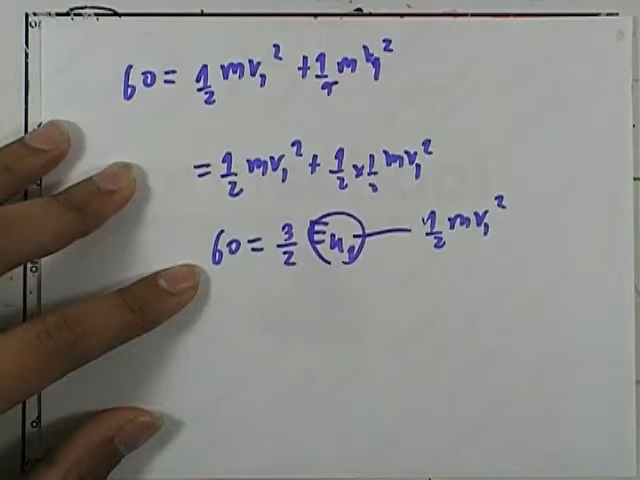 60 = 1/2 mv₁² + 1/4 mv₁²
= 1/2 mv₁² + 1/2 × 1/2 mv₁²
60 = 3/2 Ek₁ — 1/2 mv₁²